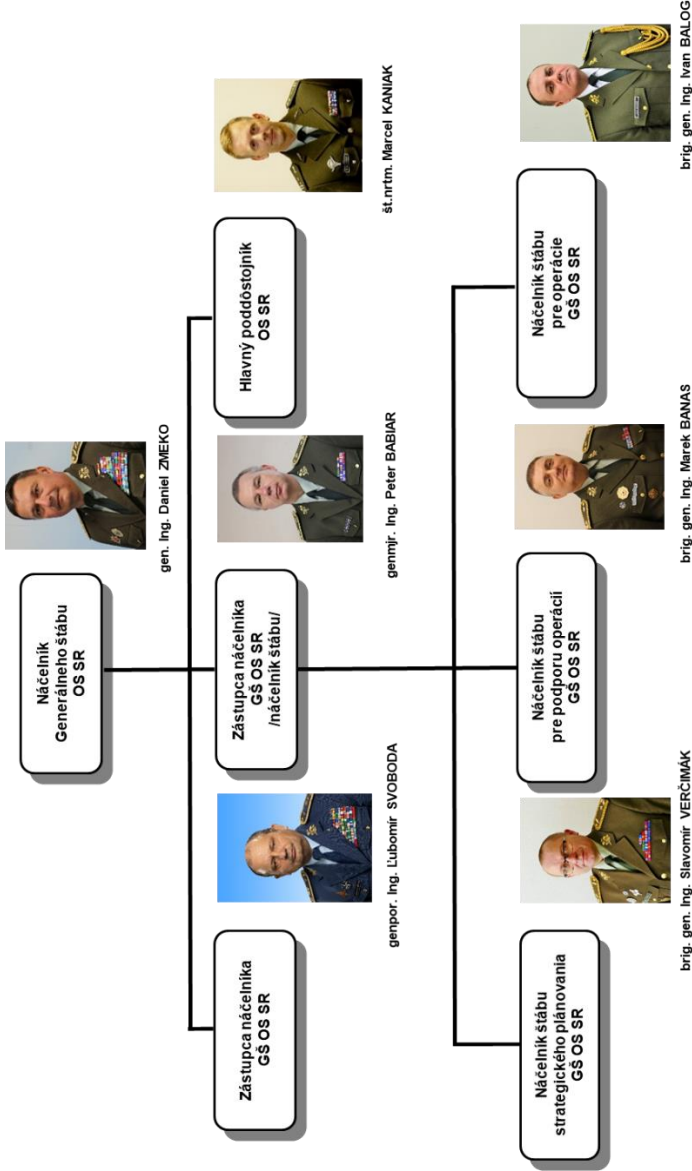 Náčelník
Generálneho štábu
OS SR
gen. Ing. Daniel ZMEKO
Zástupca náčelníka
GŠ OS SR
genpor. Ing. Ľubomír SVOBODA
Zástupca náčelníka
GŠ OS SR
/náčelník štábu/
genmjr. Ing. Peter BABIAR
Hlavný poddôstojník
OS SR
št.nrtm. Marcel KANIAK
Náčelník štábu
strategického plánovania
GŠ OS SR
brig. gen. Ing. Slavomír VERČIMÁK
Náčelník štábu
pre podporu operácií
GŠ OS SR
brig. gen. Ing. Marek BANAS
Náčelník štábu
pre operácie
GŠ OS SR
brig. gen. Ing. Ivan BALOG